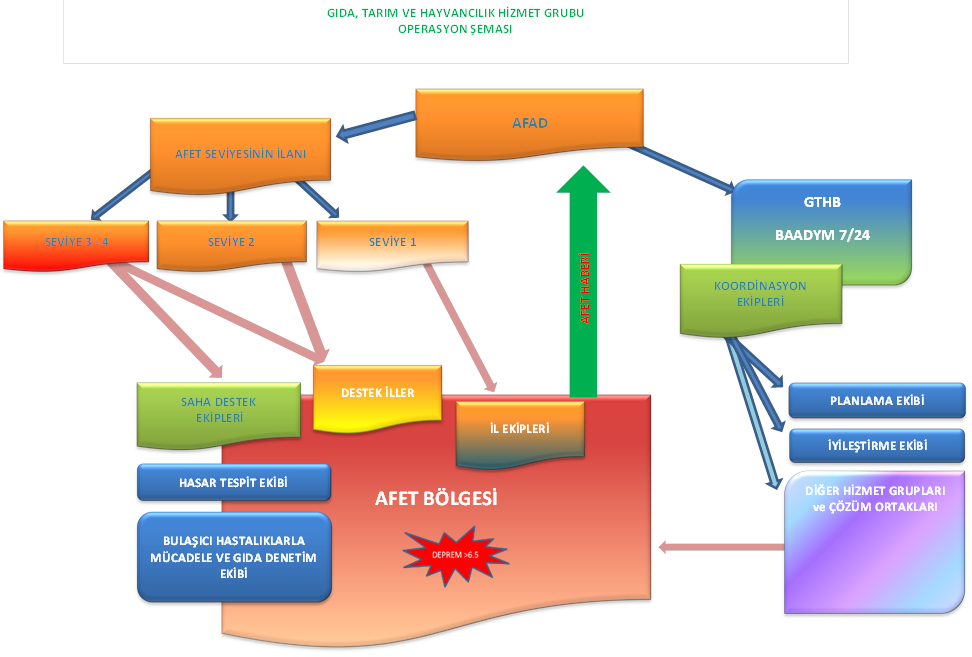 GIDA, TARIM VE HAYVANCILIK HİZMET GRUBU
OPERASYON ŞEMASI
AFAD
AFET SEVİYESİNİN İLANI
GTHB
BAADYM 7/24
SEVİYE 3 - 4
SEVİYE 2
SEVİYE 1
AFET HABERİ
KOORDİNASYON
EKİPLERİ
SAHA DESTEK
EKİPLERİ
DESTEK İLLER
İL EKİPLERİ
PLANLAMA EKİBİ
İYİLEŞTİRME EKİBİ
HASAR TESPİT EKİBİ
AFET BÖLGESİ
DİĞER HİZMET GRUPLARI
ve ÇÖZÜM ORTAKLARI
BULAŞICI HASTALIKLARLA
MÜCADELE VE GIDA DENETİM
EKİBİ
DEPREM >6.5